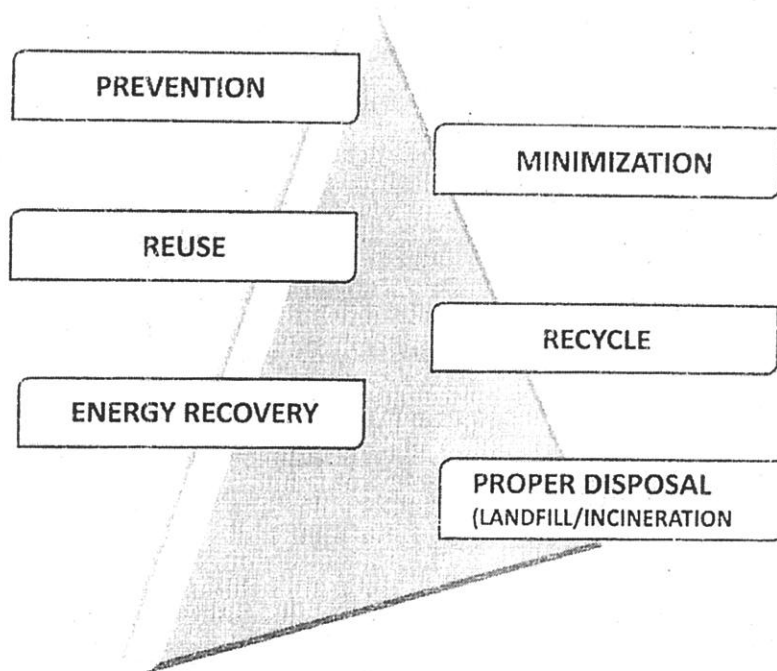 PREVENTION
MINIMIZATION
REUSE
RECYCLE
ENERGY RECOVERY
PROPER DISPOSAL
(LANDFILL/INCINERATION